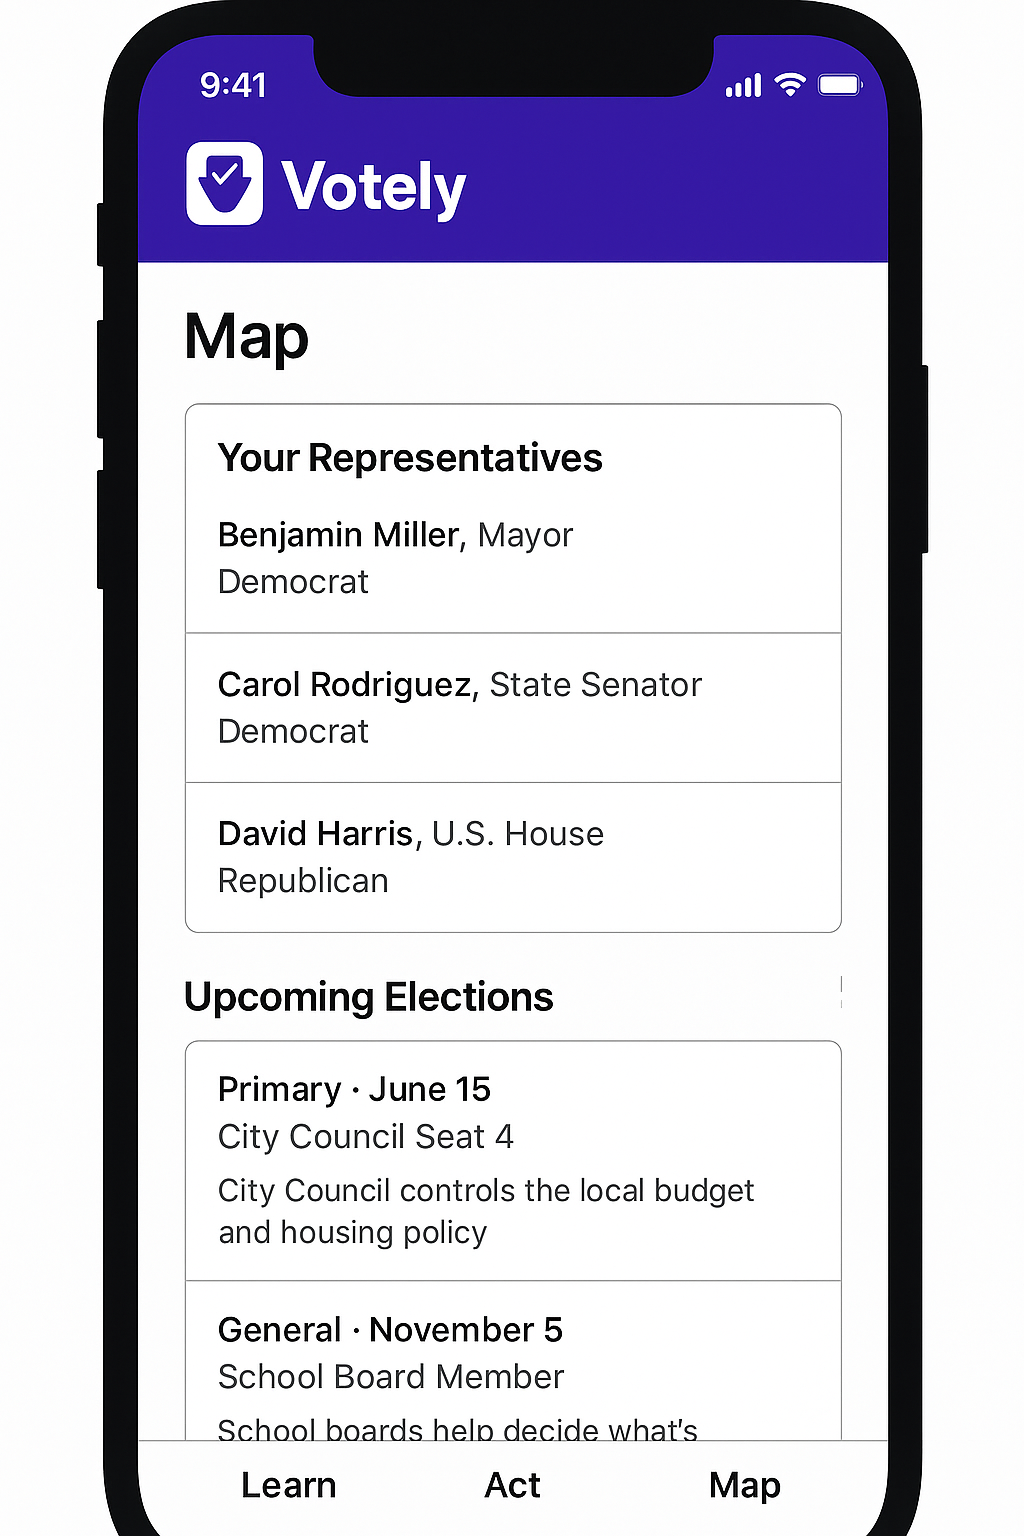 9:41
Votely
Map
Your Representatives
Benjamin Miller, Mayor
Democrat
Carol Rodriguez, State Senator
Democrat
David Harris, U.S. House
Republican
Upcoming Elections
Primary · June 15
City Council Seat 4
City Council controls the local budget
and housing policy
General · November 5
School Board Member
School boards help decide what's
Learn Act Map